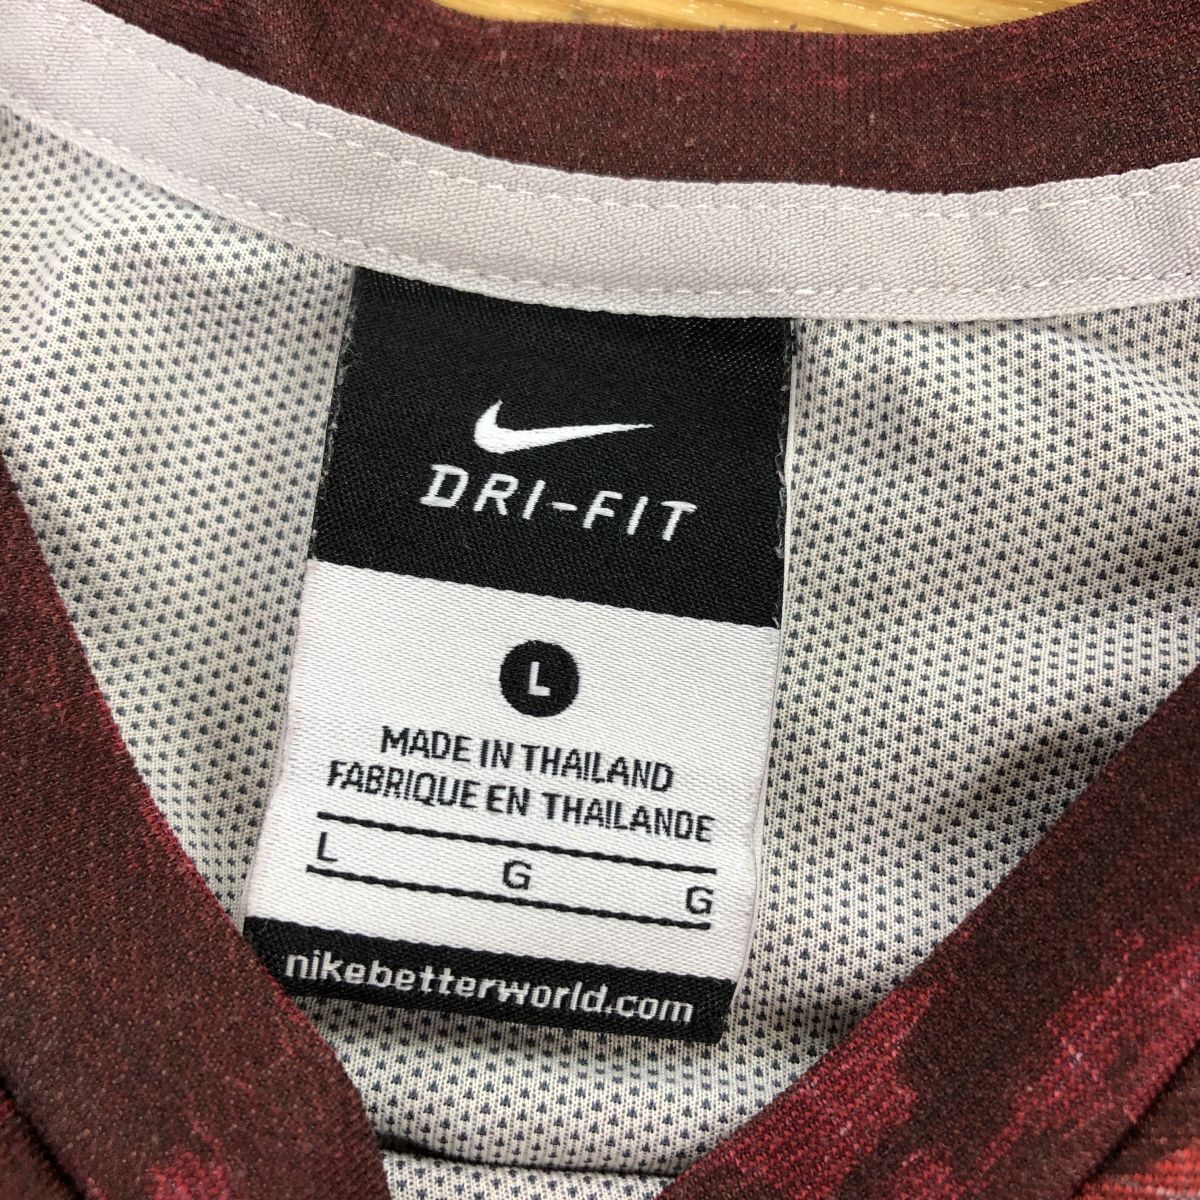 DRI-FIT
L
MADE IN THAILAND
FABRIQUE EN THAILANDE
L G G
nikebetterworld.com